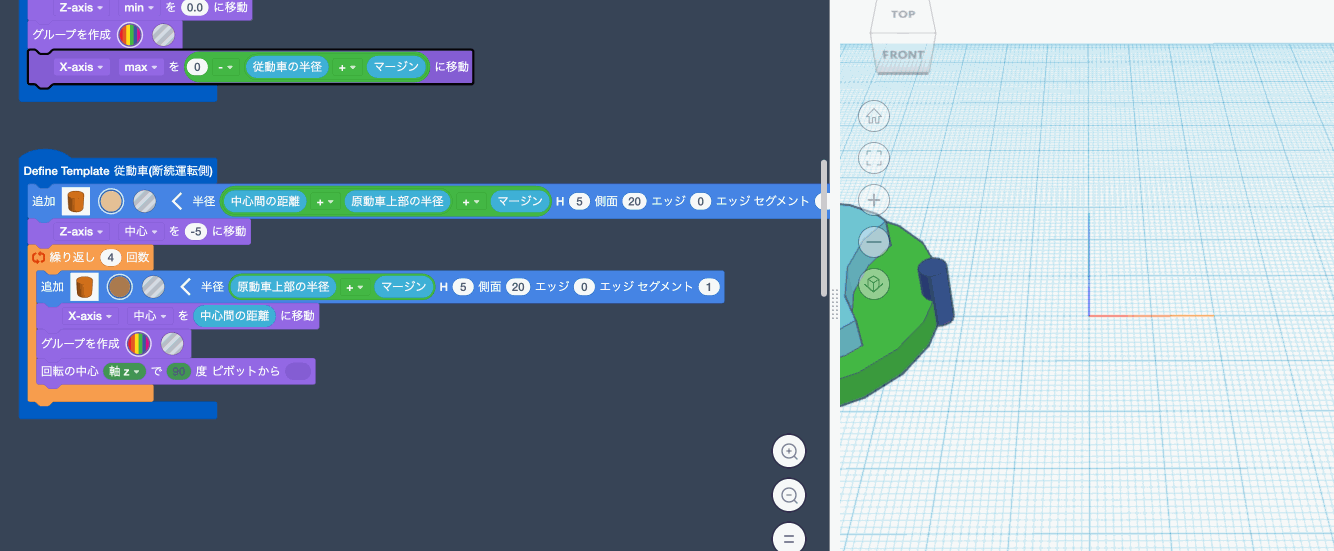 Z-axis min を 0.0 に移動
グループを作成
X-axis max を 0 - 従動車の半径 + マージン に移動
Define Template 従動車(断続運転側)
追加 半径 中心間の距離 + 原動車上部の半径 + マージン H 5 側面 20 エッジ 0 エッジ セグメント
Z-axis 中心 を -5 に移動
繰り返し 4 回数
追加 半径 原動車上部の半径 + マージン H 5 側面 20 エッジ 0 エッジ セグメント 1
X-axis 中心 を 中心間の距離 に移動
グループを作成
回転の中心 軸 z で 90 度 ピボットから
TOP
FRONT